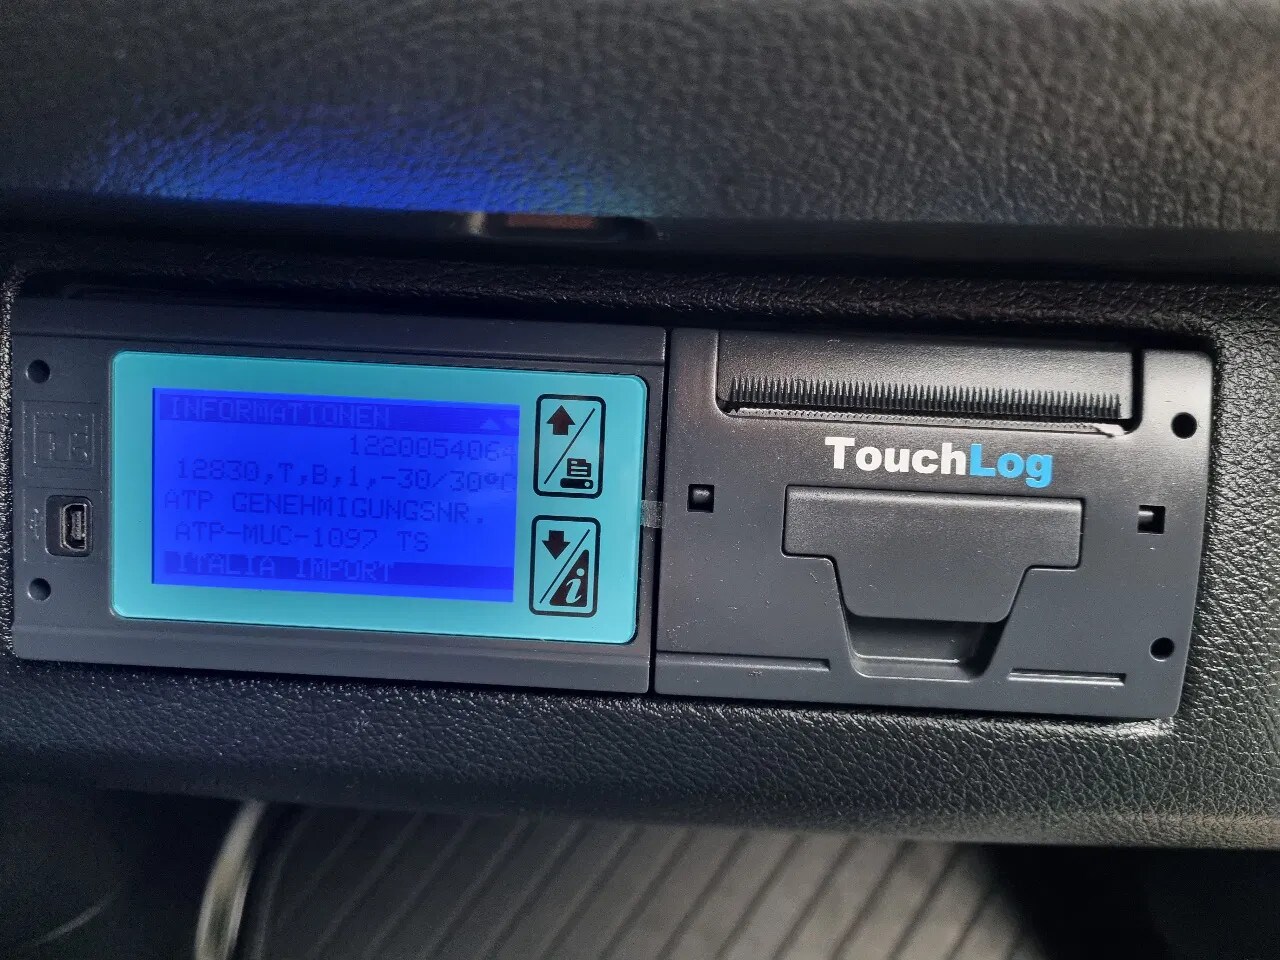 INFORMATIONEN
1220054064
12830,T,B,1,-30/30°C
ATP GENEHMIGUNGSNR.
ATP-MUC-1097 TS
ITALIA IMPORT
i
TouchLog